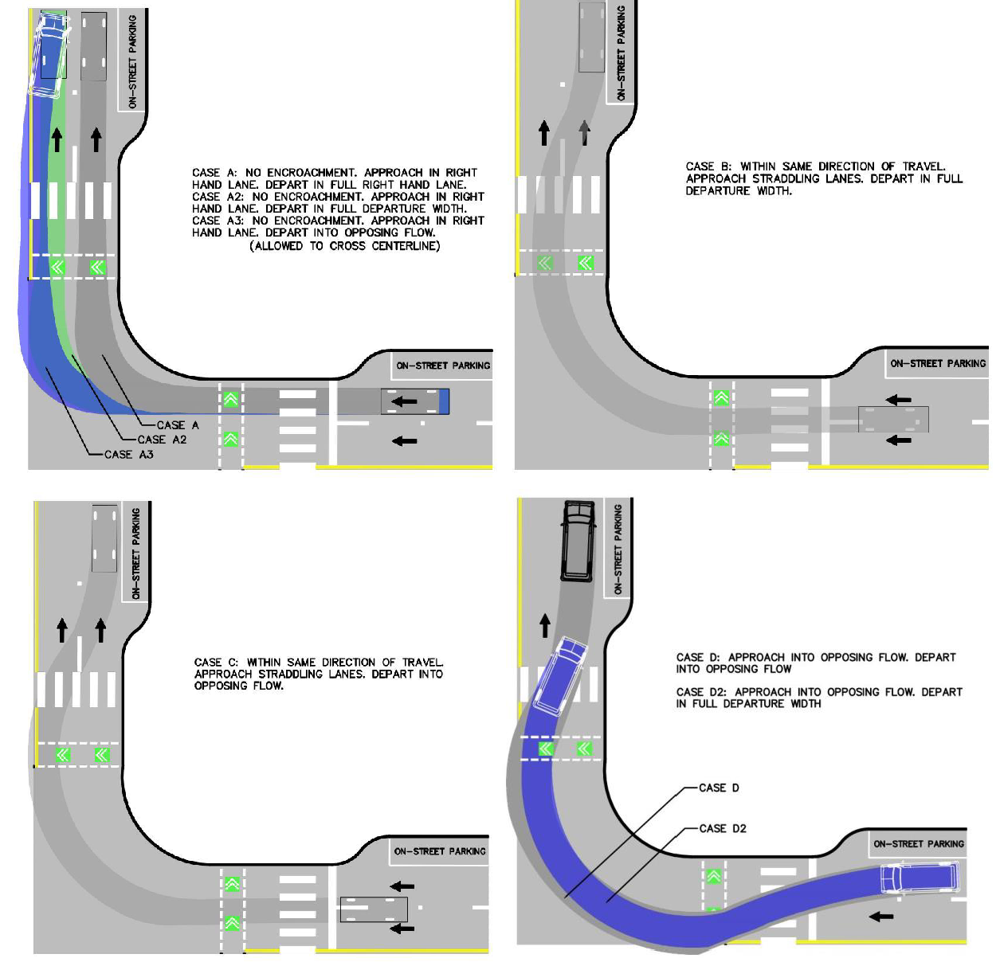 ON-STREET PARKING
CASE A: NO ENCROACHMENT. APPROACH IN RIGHT
HAND LANE. DEPART IN FULL RIGHT HAND LANE.
CASE A2: NO ENCROACHMENT. APPROACH IN RIGHT
HAND LANE. DEPART IN FULL DEPARTURE WIDTH.
CASE A3: NO ENCROACHMENT. APPROACH IN RIGHT
HAND LANE. DEPART INTO OPPOSING FLOW.
(ALLOWED TO CROSS CENTERLINE)
ON-STREET PARKING
CASE A
CASE A2
CASE A3
ON-STREET PARKING
CASE B: WITHIN SAME DIRECTION OF TRAVEL.
APPROACH STRADDLING LANES. DEPART IN FULL
DEPARTURE WIDTH.
ON-STREET PARKING
ON-STREET PARKING
CASE C: WITHIN SAME DIRECTION OF TRAVEL.
APPROACH STRADDLING LANES. DEPART INTO
OPPOSING FLOW.
ON-STREET PARKING
ON-STREET PARKING
CASE D: APPROACH INTO OPPOSING FLOW. DEPART
INTO OPPOSING FLOW
CASE D2: APPROACH INTO OPPOSING FLOW. DEPART
IN FULL DEPARTURE WIDTH
CASE D
CASE D2
ON-STREET PARKING